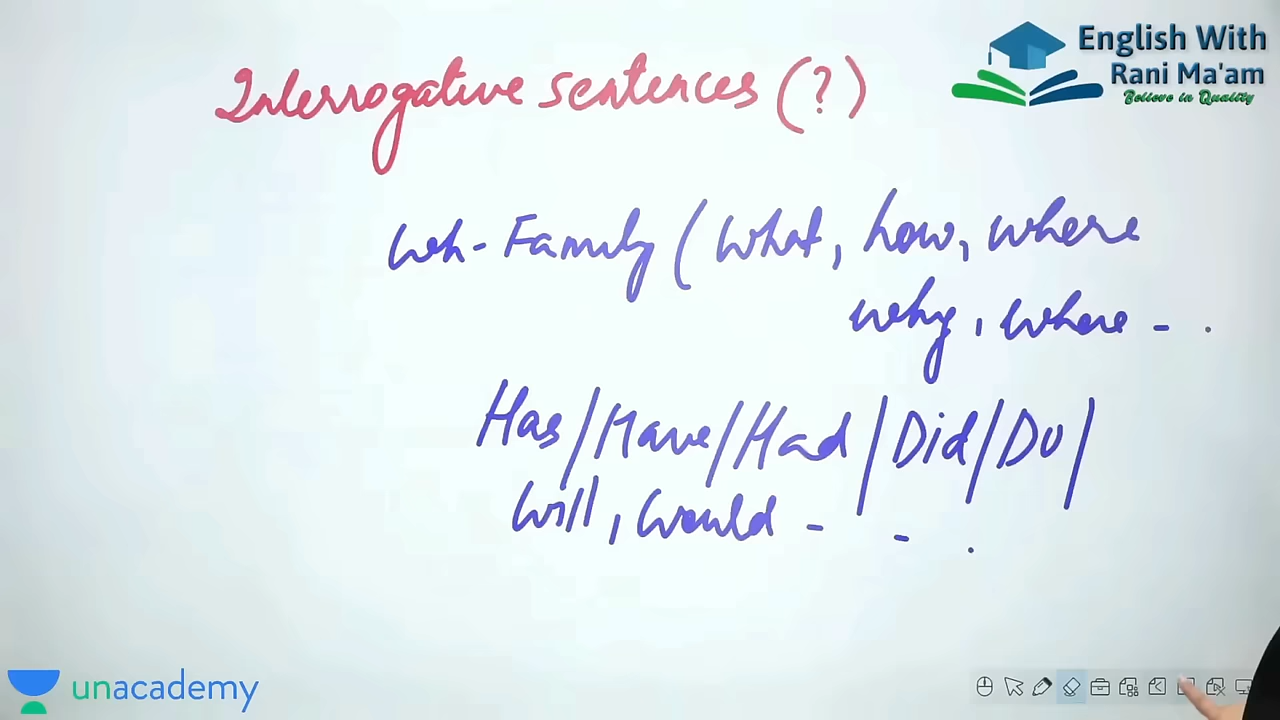 English With
Rani Ma'am
Believe in Quality
Interrogative sentences (?)
Wh-Family (What, how, where
why, where - .
Has/Have/Had/Did/Do/
Will, Would - - .
unacademy